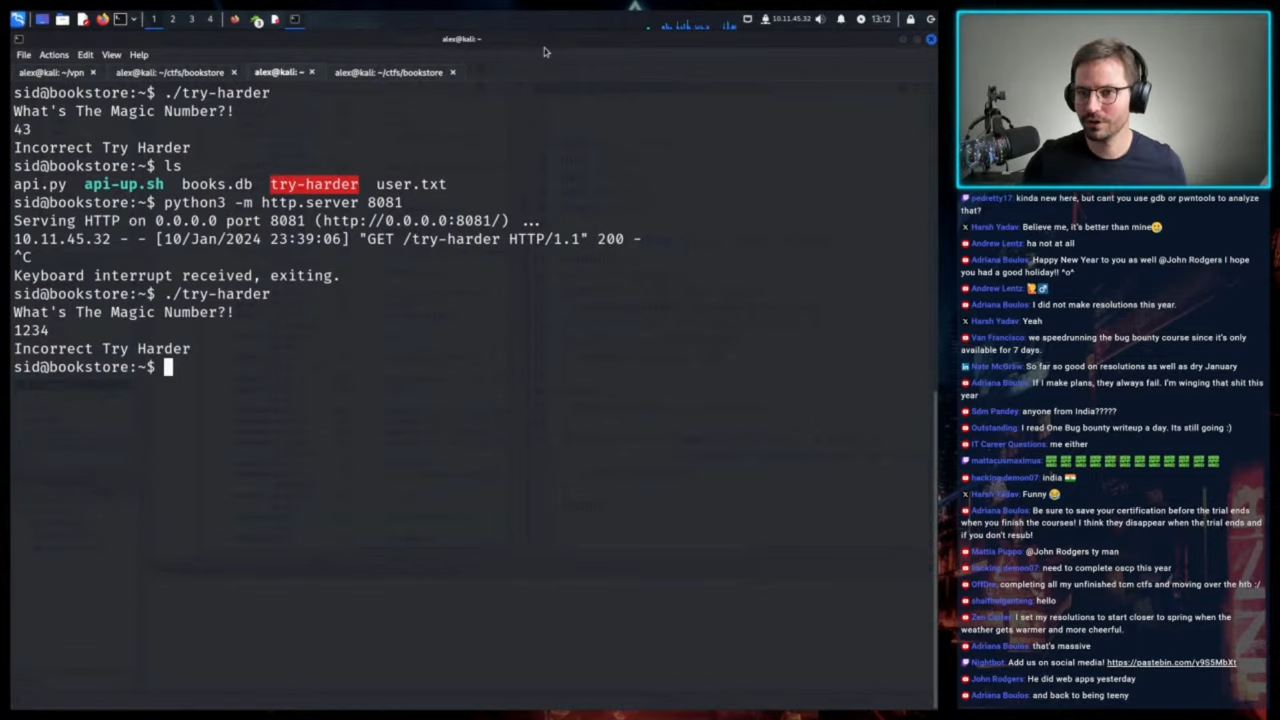 1 2 3 4
10.11.45.32
13:12
alex@kali: ~
File Actions Edit View Help
alex@kali: ~/vpn × alex@kali: ~/ctfs/bookstore × alex@kali: ~ × alex@kali: ~/ctfs/bookstore ×
sid@bookstore:~$ ./try-harder
What's The Magic Number?!
43
Incorrect Try Harder
sid@bookstore:~$ ls
api.py api-up.sh books.db try-harder user.txt
sid@bookstore:~$ python3 -m http.server 8081
Serving HTTP on 0.0.0.0 port 8081 (http://0.0.0.0:8081/) ...
10.11.45.32 - - [10/Jan/2024 23:39:06] "GET /try-harder HTTP/1.1" 200 -
^C
Keyboard interrupt received, exiting.
sid@bookstore:~$ ./try-harder
What's The Magic Number?!
1234
Incorrect Try Harder
sid@bookstore:~$
pedretty17: kinda new here, but cant you use gdb or pwntools to analyze
that?
Harsh Yadav: Believe me, it's better than mine😅
Andrew Lentz: ha not at all
Adriana Boulos: Happy New Year to you as well @John Rodgers I hope
you had a good holiday!! ^o^
Andrew Lentz:
Adriana Boulos: I did not make resolutions this year.
Harsh Yadav: Yeah
Van Francisco: we speedrunning the bug bounty course since it's only
available for 7 days.
Nate McGraw: So far so good on resolutions as well as dry January
Adriana Boulos: If I make plans, they always fail. I'm winging that shit this
year
Sdm Pandey: anyone from India?????
Outstanding: I read One Bug bounty writeup a day. Its still going :)
IT Career Questions: me either
mattacusmaximus:
hacking demon07: india 🇮🇳
Harsh Yadav: Funny 😂
Adriana Boulos: Be sure to save your certification before the trial ends
when you finish the courses! I think they disappear when the trial ends and
if you don't resub!
Mattia Puppo: @John Rodgers ty man
hacking demon07: need to complete oscp this year
OffDre: completing all my unfinished tcm ctfs and moving over the htb :/
shaifbulganteng: hello
Zen: I set my resolutions to start closer to spring when the
weather gets warmer and more cheerful.
Adriana Boulos: that's massive
Nightbot: Add us on social media! https://pastebin.com/y9S5MbXt
John Rodgers: He did web apps yesterday
Adriana Boulos: and back to being teeny